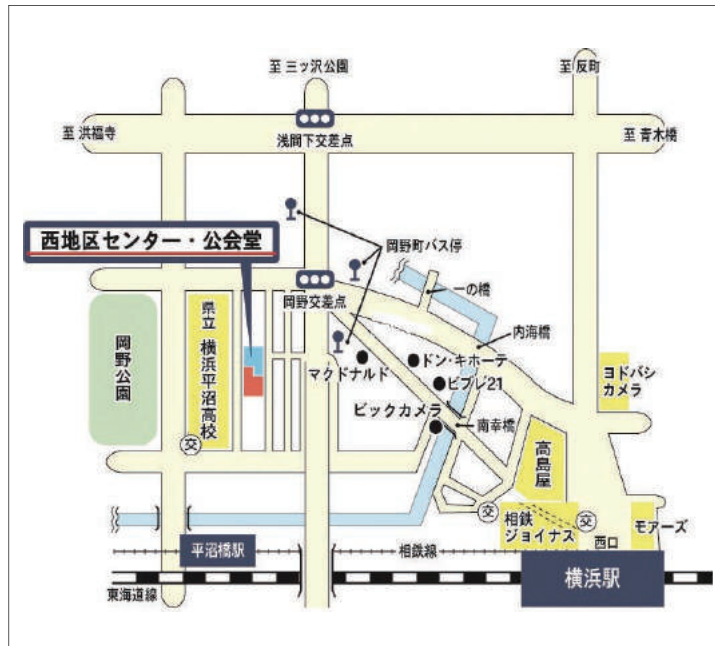 至 三ッ沢公園
至 反町
至 洪福寺
浅間下交差点
至 青木橋
西地区センター・公会堂
岡野町バス停
一の橋
岡野交差点
内海橋
岡野公園
県立 横浜平沼高校
マクドナルド
ドン・キホーテ
ビブレ21
ヨドバシ
カメラ
ビックカメラ
南幸橋
高島屋
交
交
交
相鉄
ジョイナス
西口
モアーズ
平沼橋駅
相鉄線
横浜駅
東海道線